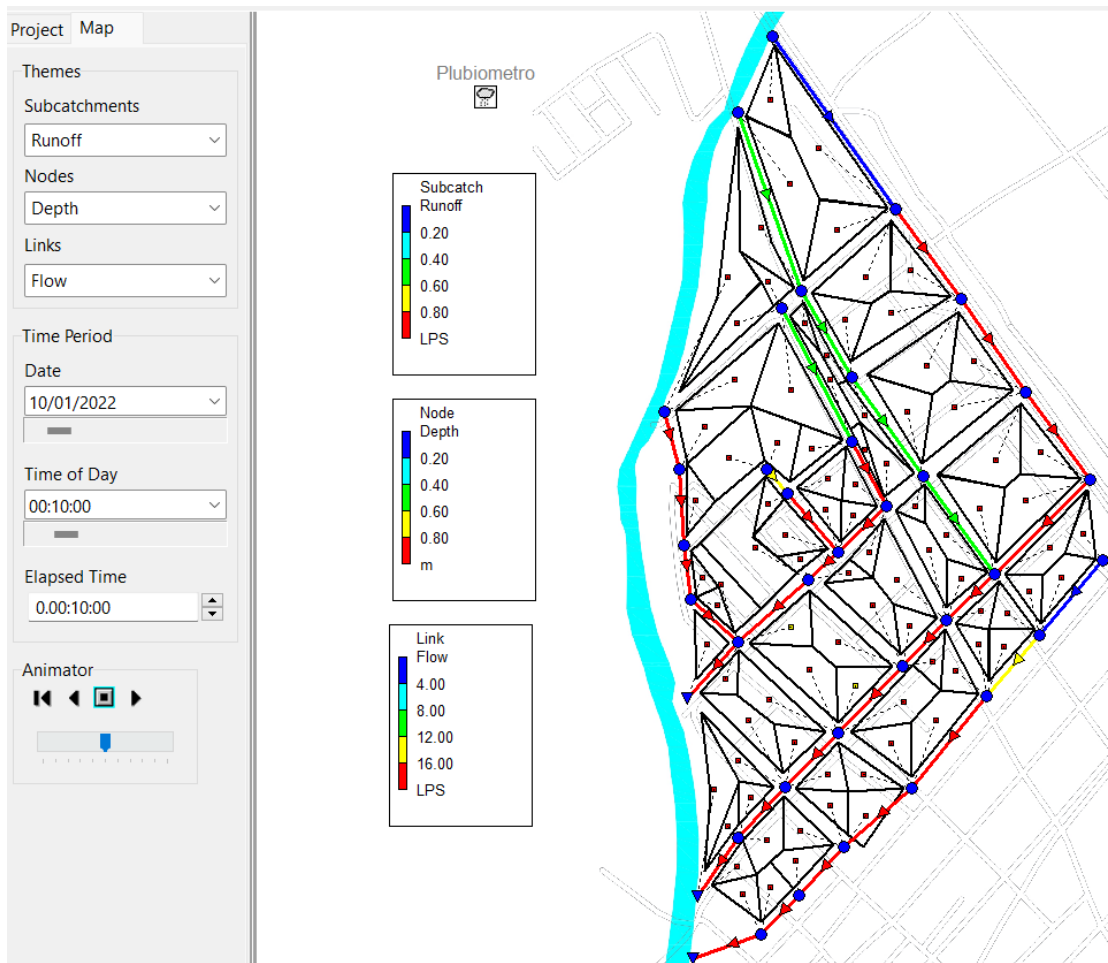 Project
Map
Themes
Subcatchments
Runoff
Nodes
Depth
Links
Flow
Time Period
Date
10/01/2022
Time of Day
00:10:00
Elapsed Time
0.00:10:00
Animator
Plubiometro
Subcatch
Runoff
0.20
0.40
0.60
0.80
LPS
Node
Depth
0.20
0.40
0.60
0.80
m
Link
Flow
4.00
8.00
12.00
16.00
LPS